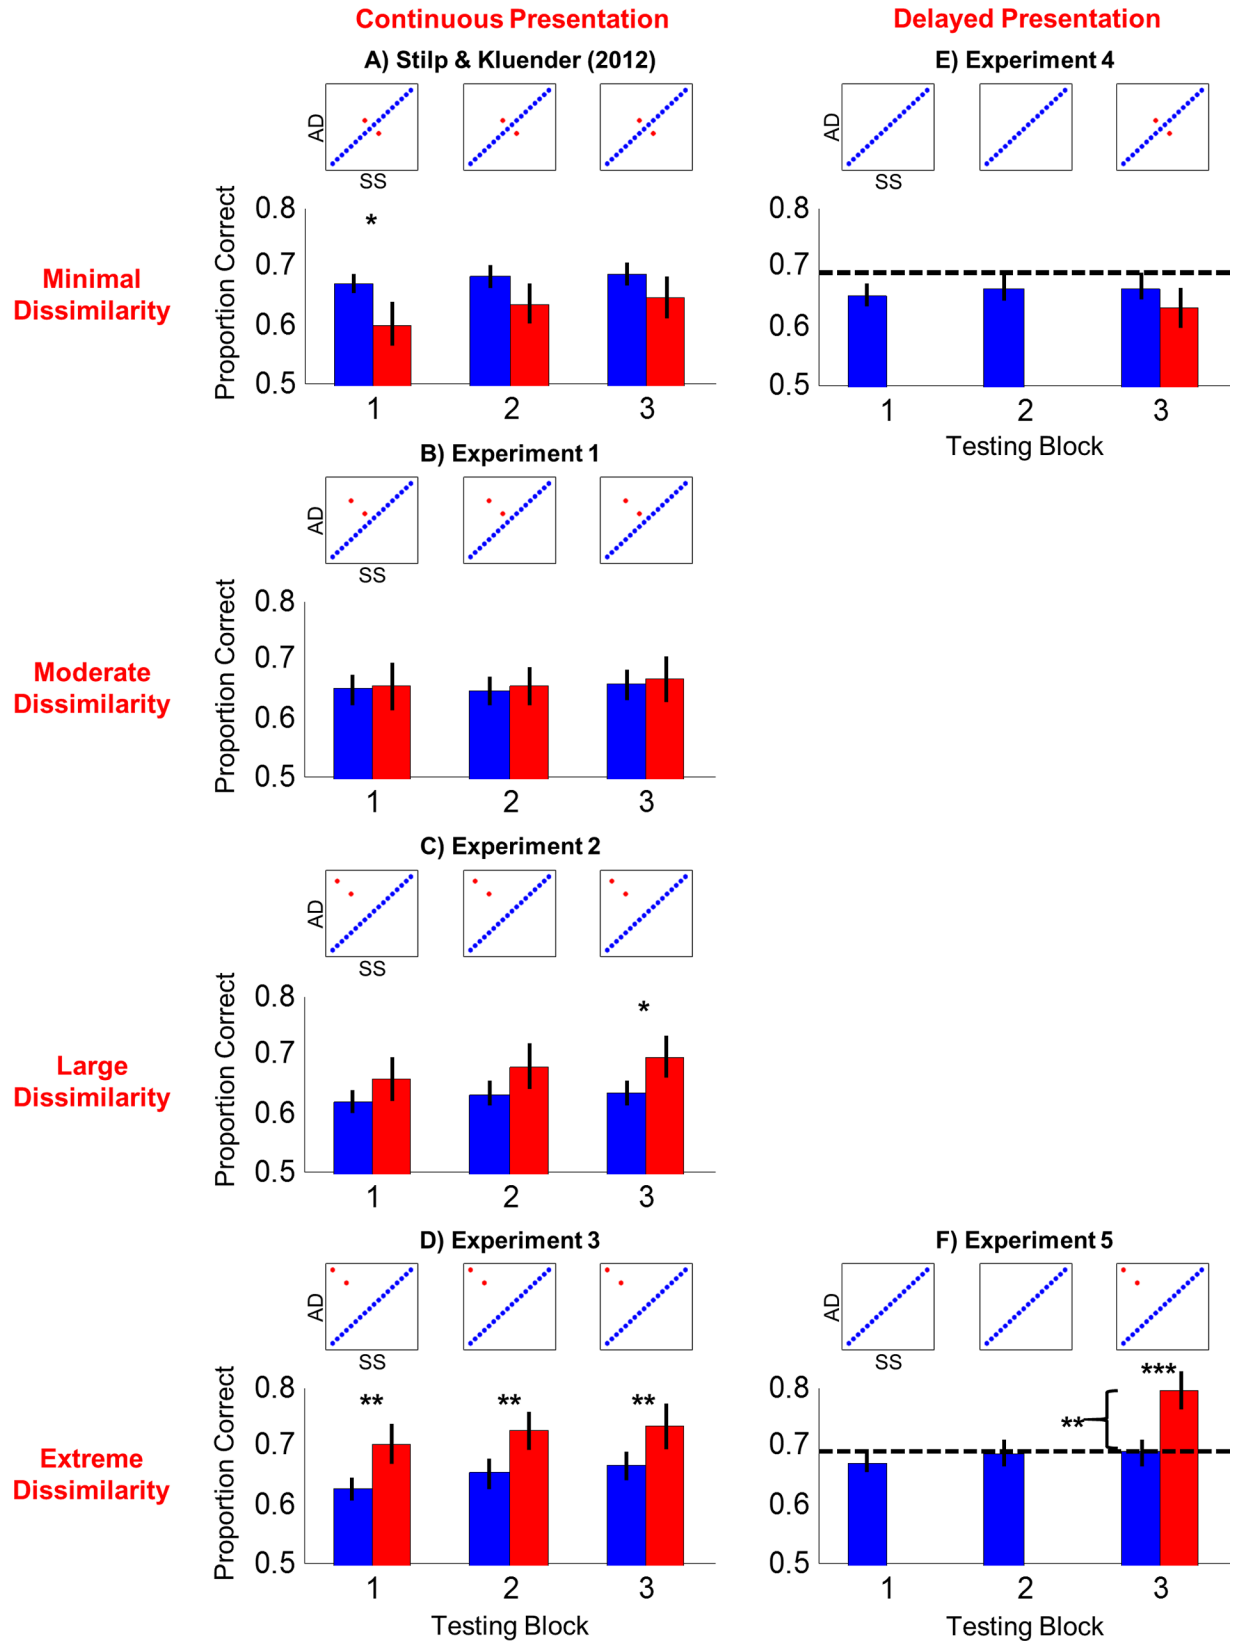 Continuous Presentation
Delayed Presentation
A) Stilp & Kluender (2012)
E) Experiment 4
AD
SS
AD
SS
Minimal
Dissimilarity
Proportion Correct
0.8
0.7
0.6
0.5
*
1
2
3
0.8
0.7
0.6
0.5
1
2
3
Testing Block
B) Experiment 1
AD
SS
Moderate
Dissimilarity
Proportion Correct
0.8
0.7
0.6
0.5
1
2
3
C) Experiment 2
AD
SS
Large
Dissimilarity
Proportion Correct
0.8
0.7
0.6
0.5
*
1
2
3
D) Experiment 3
F) Experiment 5
AD
SS
AD
SS
Extreme
Dissimilarity
Proportion Correct
0.8
0.7
0.6
0.5
**
**
**
1
2
3
Testing Block
0.8
0.7
0.6
0.5
**
***
1
2
3
Testing Block